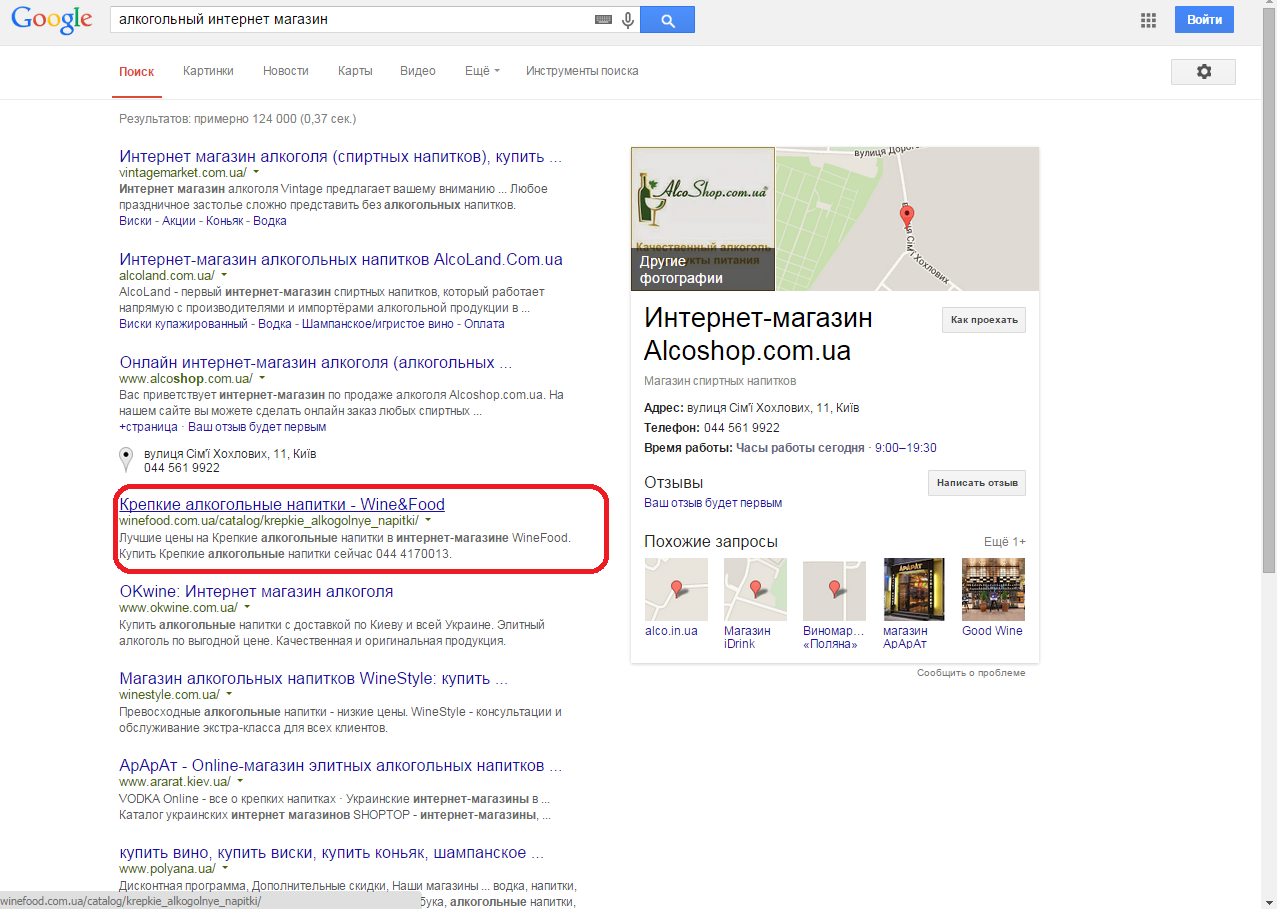 Google
алкогольный интернет магазин
Войти
Поиск
Картинки
Новости
Карты
Видео
Ещё
Инструменты поиска
Результатов: примерно 124 000 (0,37 сек.)
Интернет магазин алкоголя (спиртных напитков), купить ...
vintagemarket.com.ua/
Интернет магазин алкоголя Vintage предлагает вашему вниманию ... Любое
праздничное застолье сложно представить без алкогольных напитков.
Виски - Акции - Коньяк - Водка
Интернет-магазин алкогольных напитков AlcoLand.Com.ua
alcoland.com.ua/
AlcoLand - первый интернет-магазин спиртных напитков, который работает
напрямую с производителями и импортёрами алкогольной продукции в ...
Виски купажированный - Водка - Шампанское/игристое вино - Оплата
Онлайн интернет-магазин алкоголя (алкогольных ...
www.alcoshop.com.ua/
Вас приветствует интернет-магазин по продаже алкоголя Alcoshop.com.ua. На
нашем сайте вы можете сделать онлайн заказ любых спиртных ...
+страница · Ваш отзыв будет первым
вулиця Сім'ї Хохлових, 11, Київ
044 561 9922
Крепкие алкогольные напитки - Wine&Food
winefood.com.ua/catalog/krepkie_alkogolnye_napitki/
Лучшие цены на Крепкие алкогольные напитки в интернет-магазине WineFood.
Купить Крепкие алкогольные напитки сейчас 044 4170013.
OKwine: Интернет магазин алкоголя
www.okwine.com.ua/
Купить алкогольные напитки с доставкой по Киеву и всей Украине. Элитный
алкоголь по выгодной цене. Качественная и оригинальная продукция.
Магазин алкогольных напитков WineStyle: купить ...
winestyle.com.ua/
Превосходные алкогольные напитки - низкие цены. WineStyle - консультации и
обслуживание экстра-класса для всех клиентов.
АрАрАт - Online-магазин элитных алкогольных напитков ...
www.ararat.kiev.ua/
VODKA Online - все о крепких напитках · Украинские интернет-магазины в ...
Каталог украинских интернет магазинов SHOPTOP - интернет-магазины, ...
купить вино, купить виски, купить коньяк, шампанское ...
www.polyana.ua/
Дисконтная программа, Дополнительные скидки, Наши магазины ... водка, напитки,
бука, алкогольные напитки,
winefood.com.ua/catalog/krepkie_alkogolnye_napitki/
AlcoShop.com.ua
Качественный алкоголь
дукты питания
Другие
фотографии
вулиця Сім'ї Хохлових
вулиця Доро
Интернет-магазин
Alcoshop.com.ua
Как проехать
Магазин спиртных напитков
Адрес: вулиця Сім'ї Хохлових, 11, Київ
Телефон: 044 561 9922
Время работы: Часы работы сегодня · 9:00–19:30
Отзывы
Написать отзыв
Ваш отзыв будет первым
Похожие запросы
Ещё 1+
alco.in.ua
Магазин
iDrink
Виномар...
«Поляна»
магазин
АрАрАт
Good Wine
Сообщить о проблеме